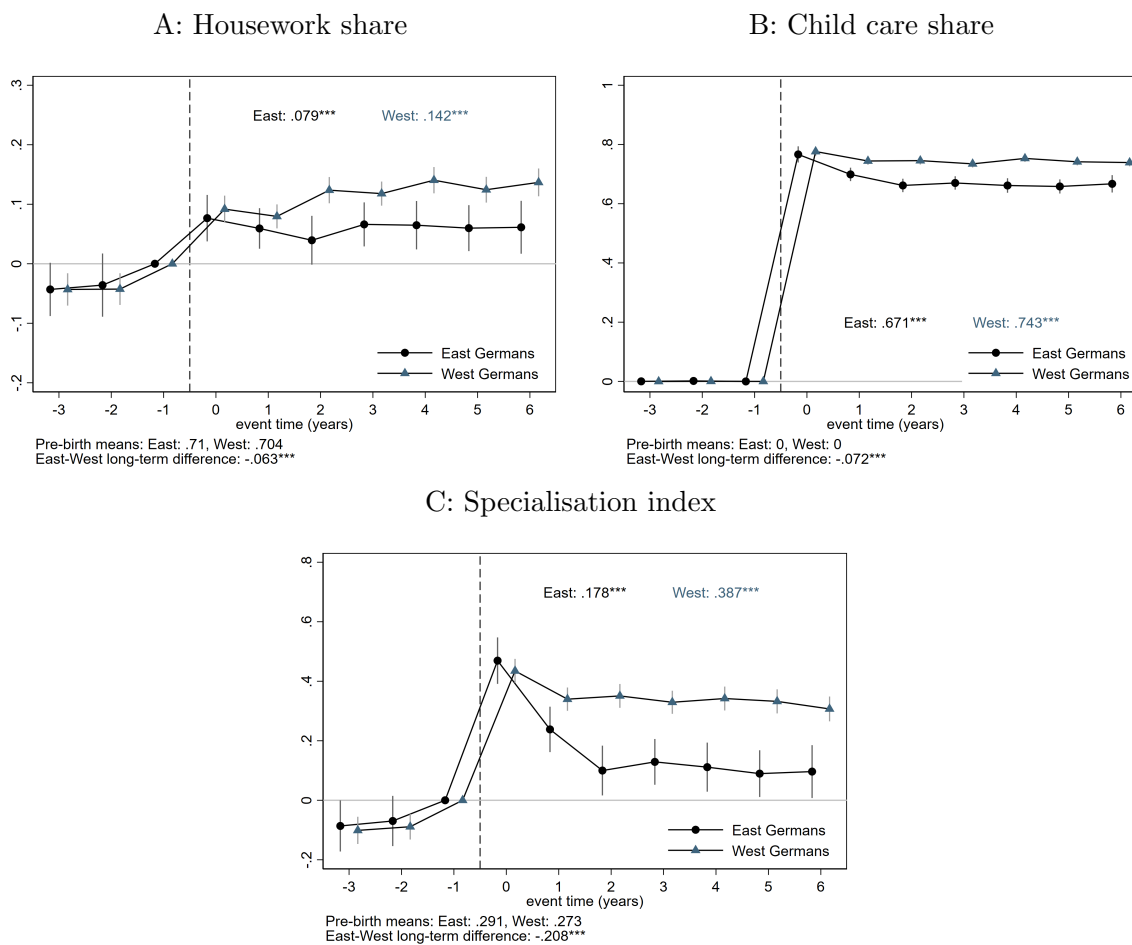 A: Housework share
.3
.2
.1
0
-.1
-.2
East: .079*** West: .142***
East Germans
West Germans
-3 -2 -1 0 1 2 3 4 5 6
event time (years)
Pre-birth means: East: .71, West: .704
East-West long-term difference: -.063***
B: Child care share
1
.8
.6
.4
.2
0
East: .671*** West: .743***
East Germans
West Germans
-3 -2 -1 0 1 2 3 4 5 6
event time (years)
Pre-birth means: East: 0, West: 0
East-West long-term difference: -.072***
C: Specialisation index
.8
.6
.4
.2
0
-.2
East: .178*** West: .387***
East Germans
West Germans
-3 -2 -1 0 1 2 3 4 5 6
event time (years)
Pre-birth means: East: .291, West: .273
East-West long-term difference: -.208***